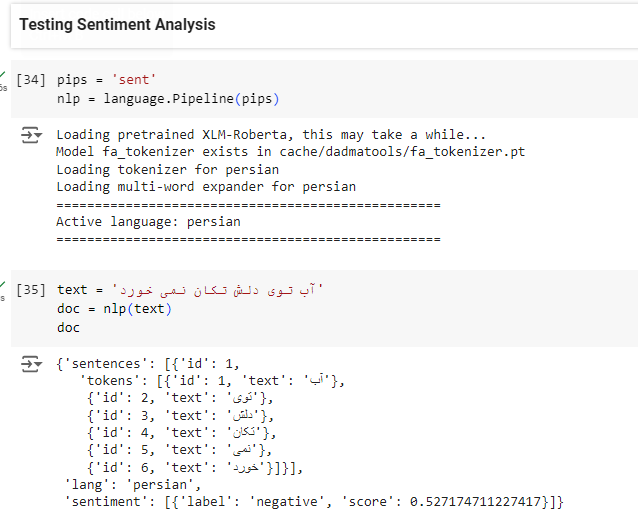 Testing Sentiment Analysis
[34] pips = 'sent'
nlp = language.Pipeline(pips)
Loading pretrained XLM-Roberta, this may take a while...
Model fa_tokenizer exists in cache/dadmatools/fa_tokenizer.pt
Loading tokenizer for persian
Loading multi-word expander for persian
=================================================
Active language: persian
=================================================
[35] text = 'آب توی دلش تکان نمی خورد'
doc = nlp(text)
doc
{'sentences': [{'id': 1,
'tokens': [{'id': 1, 'text': 'آب'},
{'id': 2, 'text': 'توی'},
{'id': 3, 'text': 'دلش'},
{'id': 4, 'text': 'تکان'},
{'id': 5, 'text': 'نمی'},
{'id': 6, 'text': 'خورد'}]}],
'lang': 'persian',
'sentiment': [{'label': 'negative', 'score': 0.527174711227417}]}